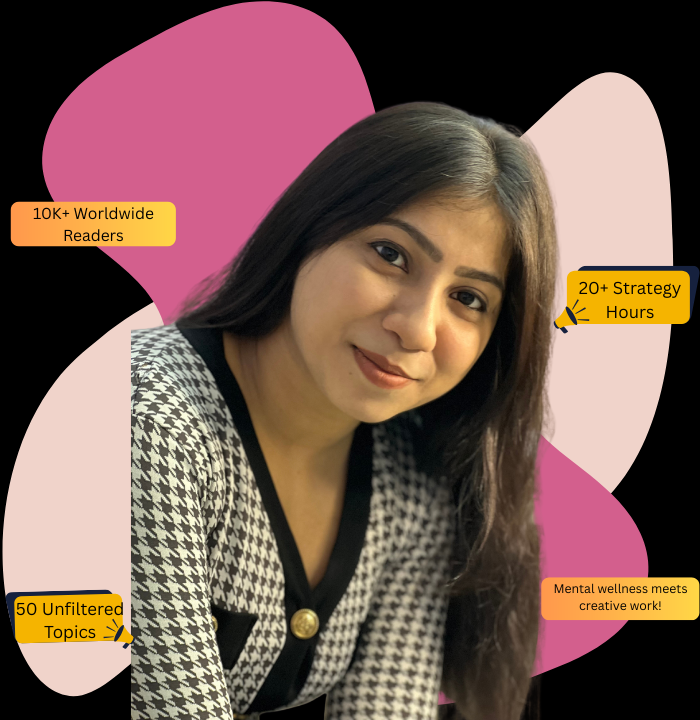 10K+ Worldwide
Readers
20+ Strategy
Hours
50 Unfiltered
Topics
Mental wellness meets
creative work!